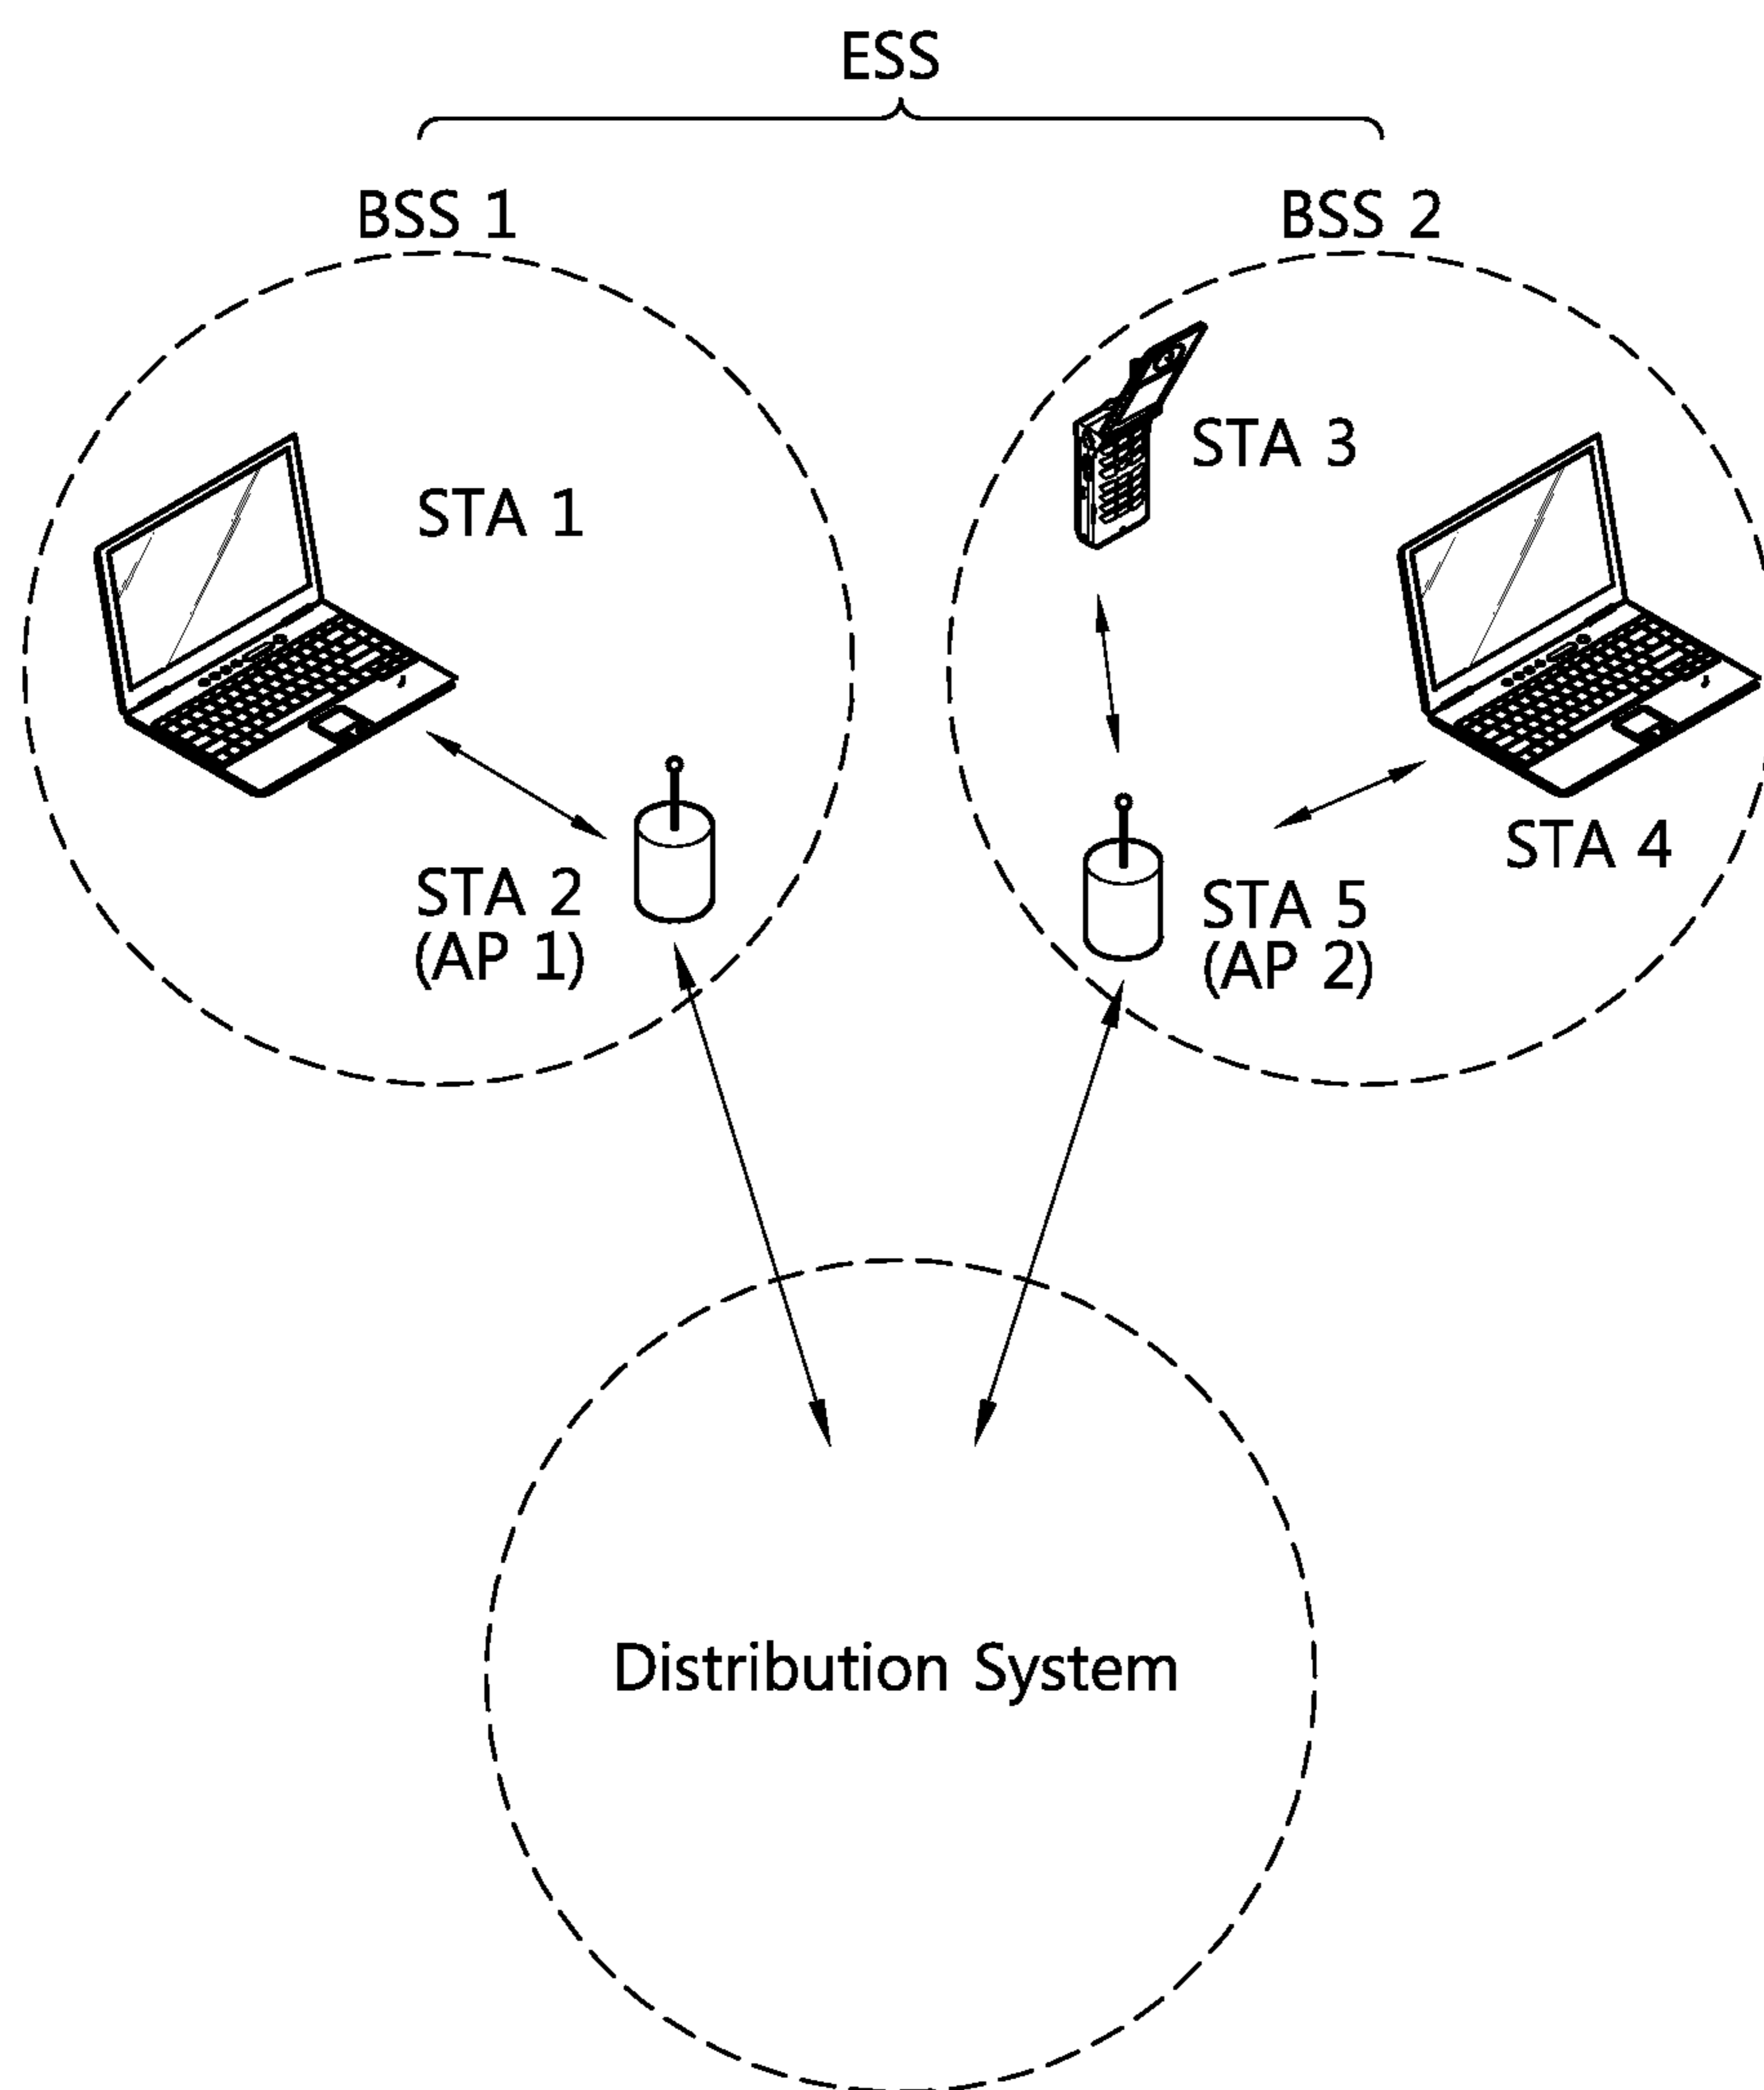 ESS
BSS 1
BSS 2
STA 1
STA 2
(AP 1)
STA 3
STA 4
STA 5
(AP 2)
Distribution System